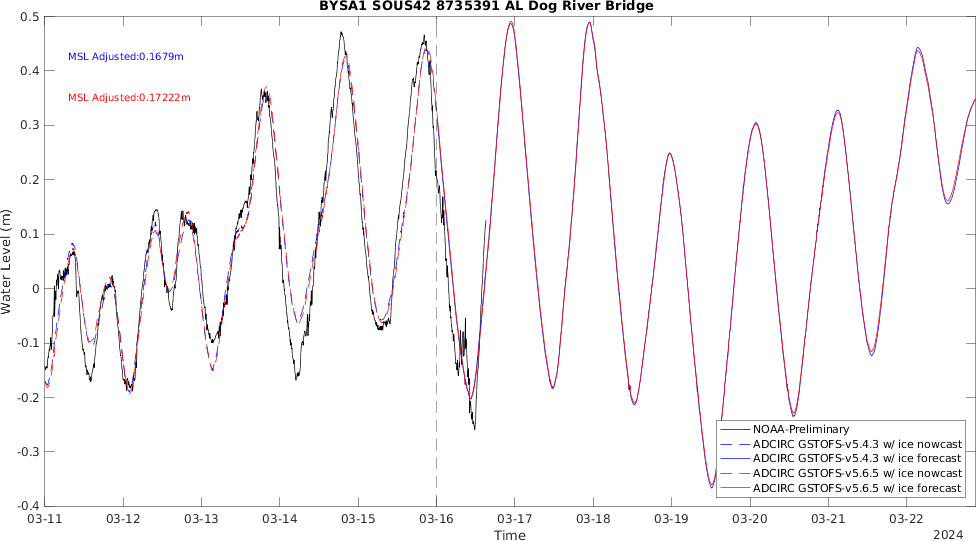 BYSA1 SOUS42 8735391 AL Dog River Bridge
MSL Adjusted:0.1679m
MSL Adjusted:0.17222m
Water Level (m)
0.5
0.4
0.3
0.2
0.1
0
-0.1
-0.2
-0.3
-0.4
NOAA-Preliminary
ADCIRC GSTOFS-v5.4.3 w/ ice nowcast
ADCIRC GSTOFS-v5.4.3 w/ ice forecast
ADCIRC GSTOFS-v5.6.5 w/ ice nowcast
ADCIRC GSTOFS-v5.6.5 w/ ice forecast
03-11 03-12 03-13 03-14 03-15 03-16 03-17 03-18 03-19 03-20 03-21 03-22
Time
2024